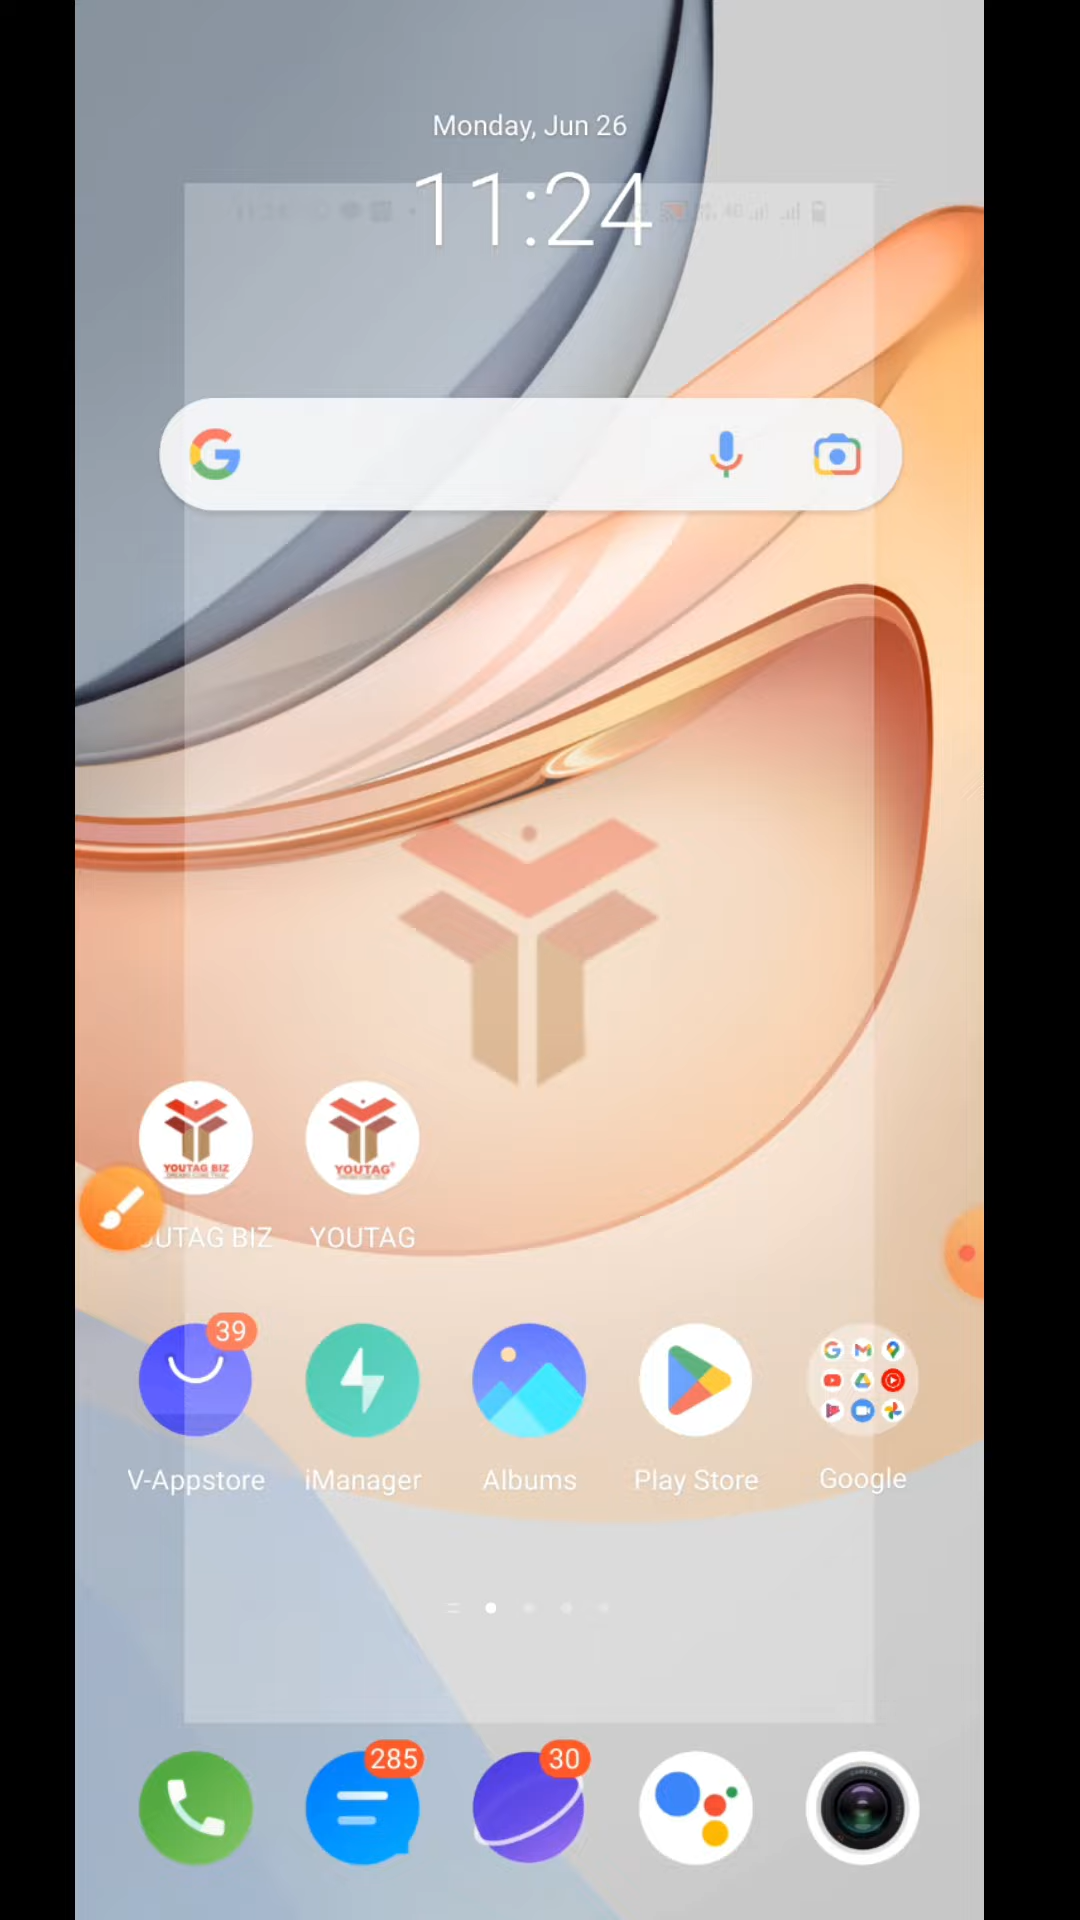 Monday, Jun 26
11:24
YOUTAG BIZ
YOUTAG®
UTAG BIZ
YOUTAG
39
V-Appstore
iManager
Albums
Play Store
Google
285
30